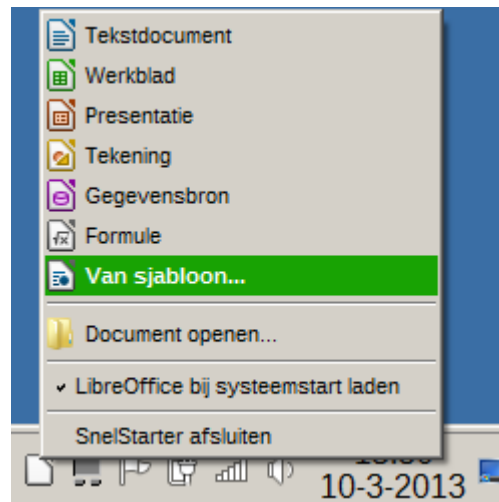 Tekstdocument
Werkblad
Presentatie
Tekening
Gegevensbron
Formule
Van sjabloon...
Document openen...
LibreOffice bij systeemstart laden
SnelStarter afsluiten
10-3-2013